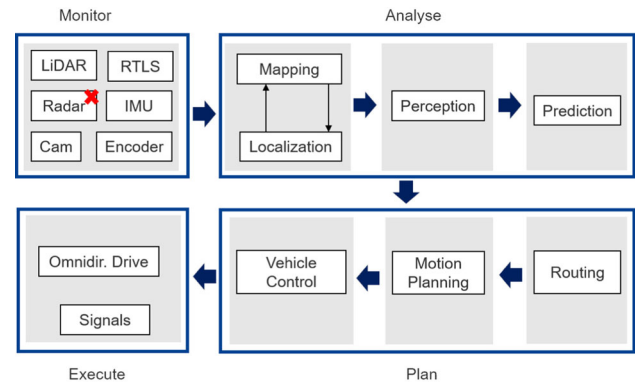 Monitor
Analyse
LiDAR
RTLS
Radar
IMU
Cam
Encoder
Mapping
Localization
Perception
Prediction
Omnidir. Drive
Signals
Vehicle
Control
Motion
Planning
Routing
Execute
Plan